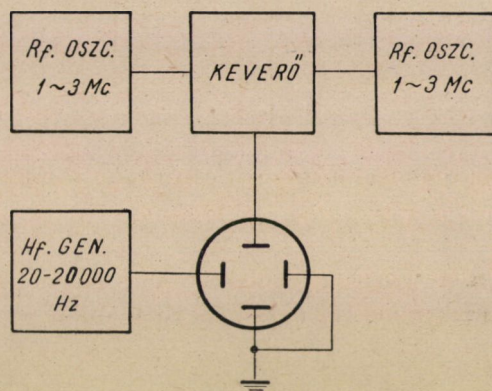 Rf. OSZC.
1~3 Mc
KEVERŐ
Rf. OSZC.
1~3 Mc
Hf. GEN.
20-20000
Hz